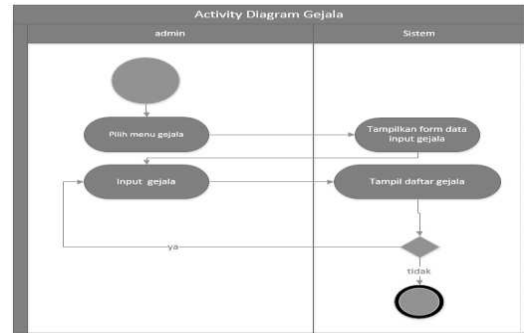 Activity Diagram Gejala
admin
Sistem
Pilih menu gejala
Tampilkan form data
input gejala
Input gejala
Tampil daftar gejala
ya
tidak